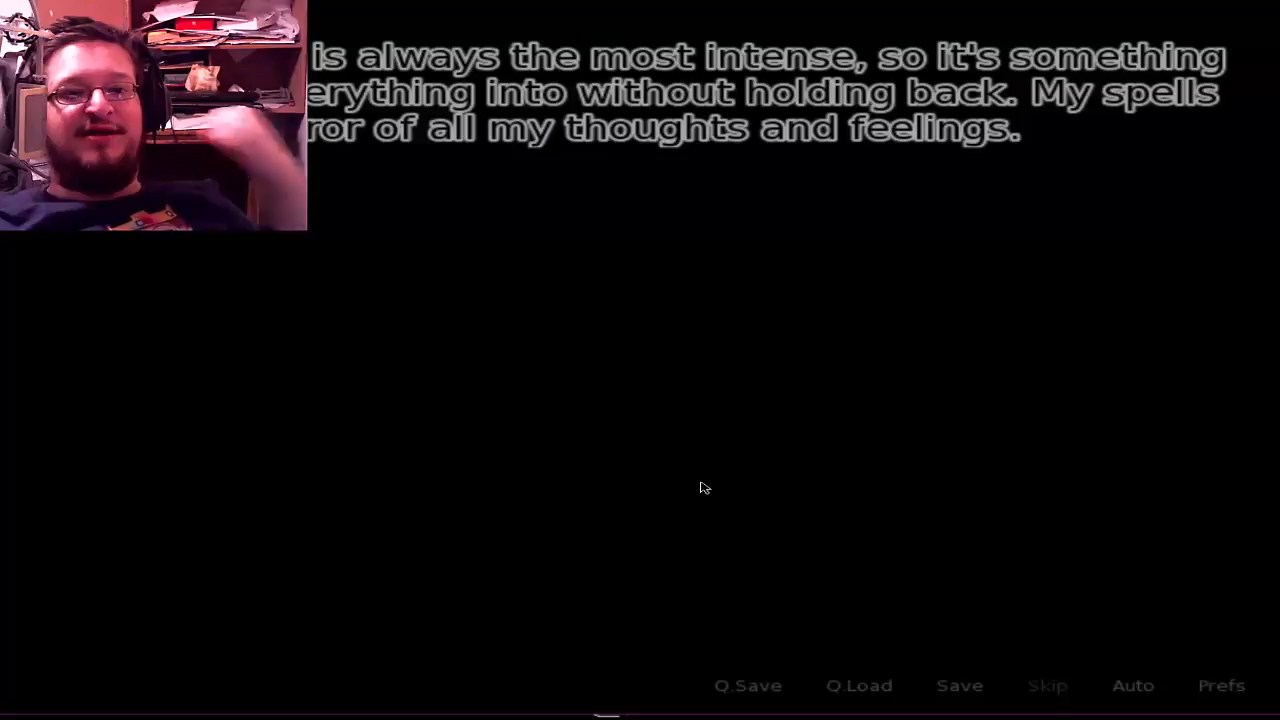 is always the most intense, so it's something
erything into without holding back. My spells
ror of all my thoughts and feelings.
Q.Save Q.Load Save Skip Auto Prefs